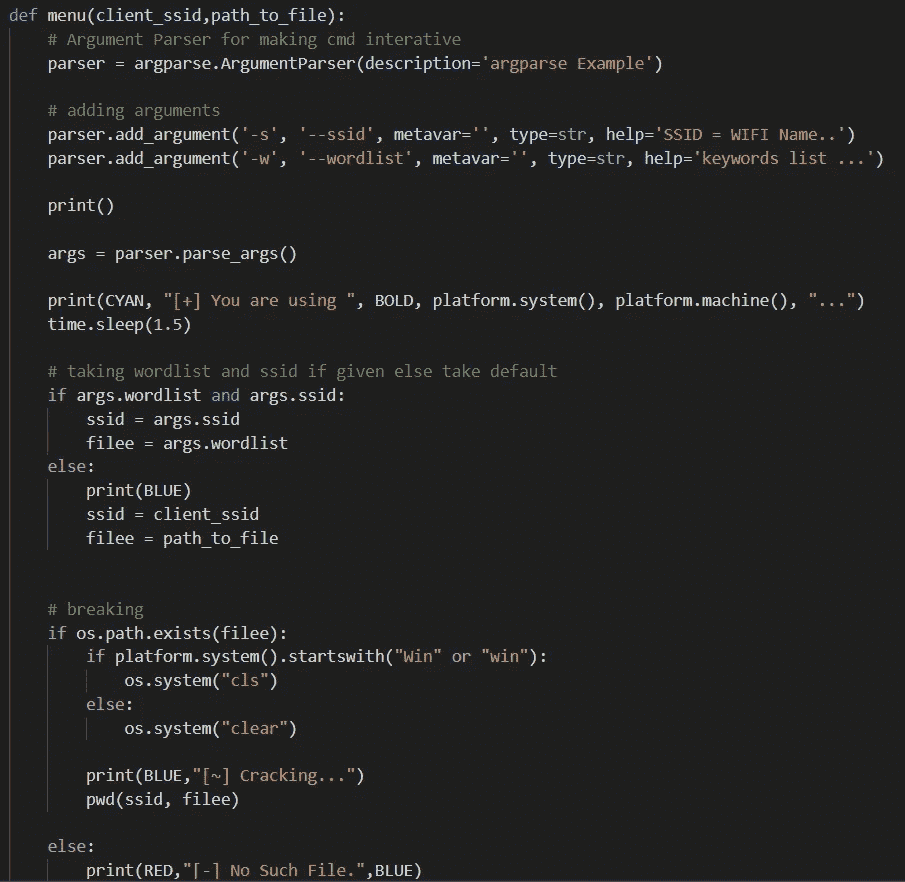 def menu(client_ssid,path_to_file):
    # Argument Parser for making cmd interative
    parser = argparse.ArgumentParser(description='argparse Example')

    # adding arguments
    parser.add_argument('-s', '--ssid', metavar='', type=str, help='SSID = WIFI Name..')
    parser.add_argument('-w', '--wordlist', metavar='', type=str, help='keywords list ...')

    print()

    args = parser.parse_args()

    print(CYAN, "[+] You are using ", BOLD, platform.system(), platform.machine(), "...")
    time.sleep(1.5)

    # taking wordlist and ssid if given else take default
    if args.wordlist and args.ssid:
        ssid = args.ssid
        filee = args.wordlist
    else:
        print(BLUE)
        ssid = client_ssid
        filee = path_to_file


    # breaking
    if os.path.exists(filee):
        if platform.system().startswith("Win" or "win"):
            os.system("cls")
        else:
            os.system("clear")

        print(BLUE,"[~] Cracking...")
        pwd(ssid, filee)

    else:
        print(RED,"[-] No Such File.",BLUE)